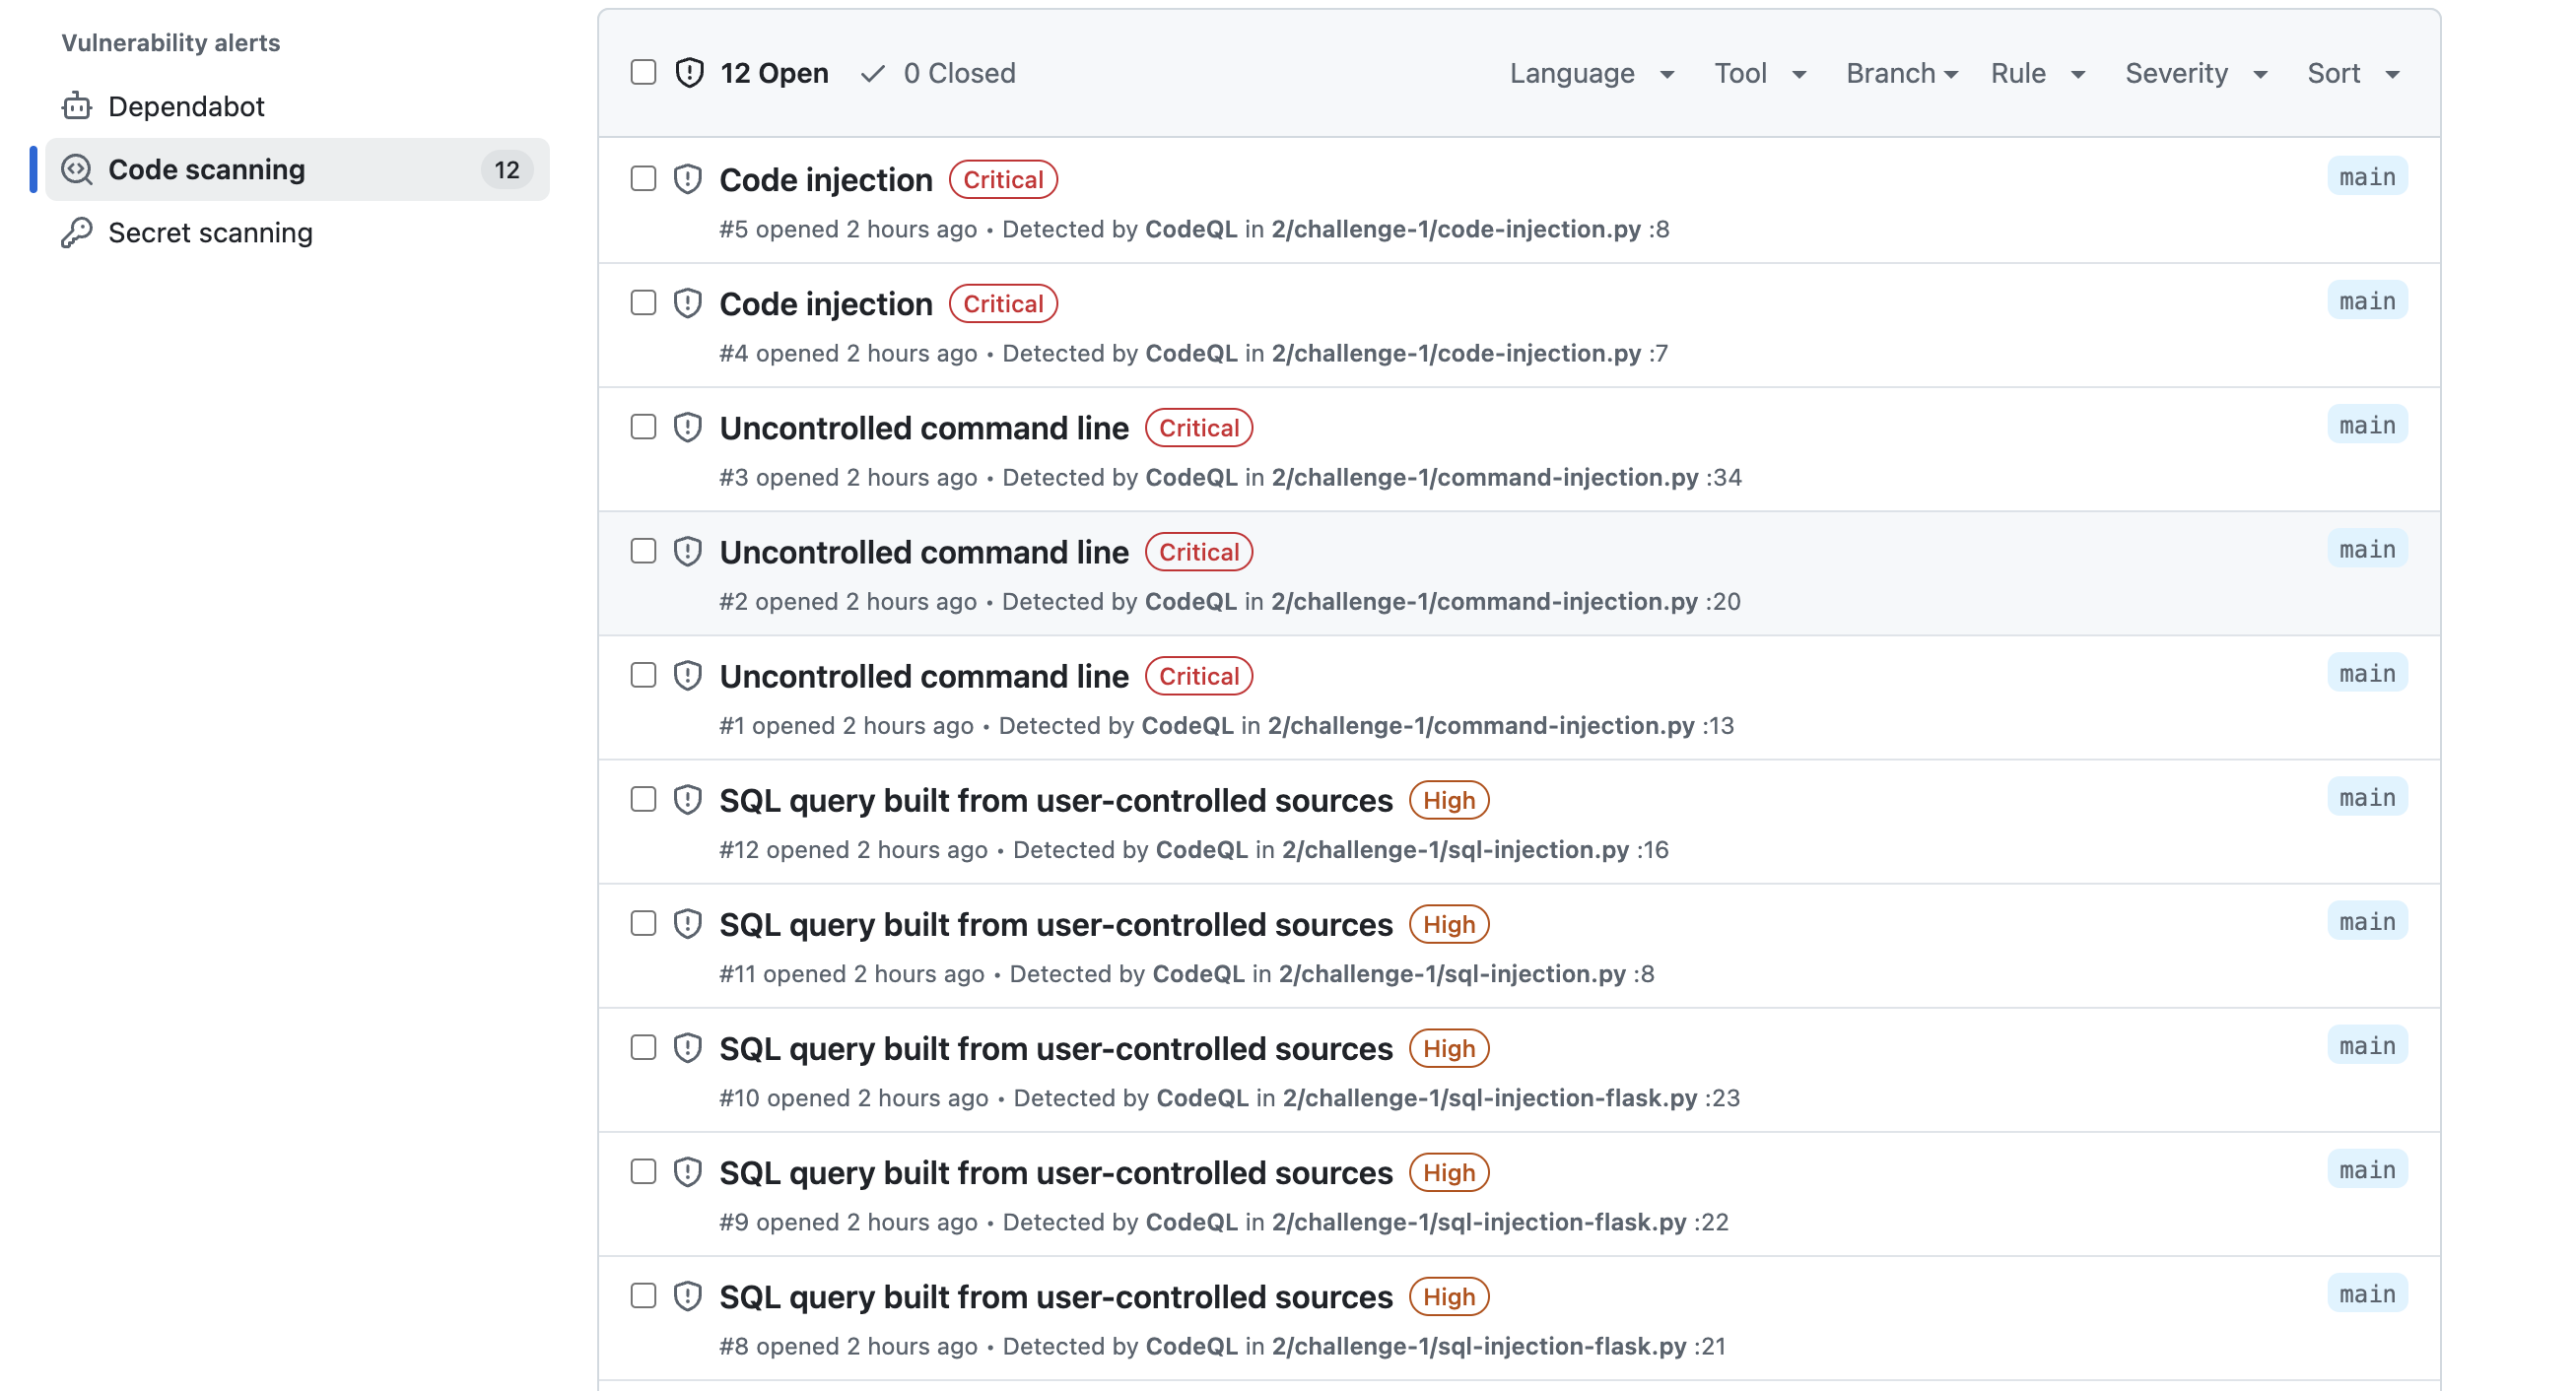 Vulnerability alerts
Dependabot
Code scanning 12
Secret scanning
12 Open 0 Closed Language Tool Branch Rule Severity Sort
Code injection Critical main
#5 opened 2 hours ago • Detected by CodeQL in 2/challenge-1/code-injection.py :8
Code injection Critical main
#4 opened 2 hours ago • Detected by CodeQL in 2/challenge-1/code-injection.py :7
Uncontrolled command line Critical main
#3 opened 2 hours ago • Detected by CodeQL in 2/challenge-1/command-injection.py :34
Uncontrolled command line Critical main
#2 opened 2 hours ago • Detected by CodeQL in 2/challenge-1/command-injection.py :20
Uncontrolled command line Critical main
#1 opened 2 hours ago • Detected by CodeQL in 2/challenge-1/command-injection.py :13
SQL query built from user-controlled sources High main
#12 opened 2 hours ago • Detected by CodeQL in 2/challenge-1/sql-injection.py :16
SQL query built from user-controlled sources High main
#11 opened 2 hours ago • Detected by CodeQL in 2/challenge-1/sql-injection.py :8
SQL query built from user-controlled sources High main
#10 opened 2 hours ago • Detected by CodeQL in 2/challenge-1/sql-injection-flask.py :23
SQL query built from user-controlled sources High main
#9 opened 2 hours ago • Detected by CodeQL in 2/challenge-1/sql-injection-flask.py :22
SQL query built from user-controlled sources High main
#8 opened 2 hours ago • Detected by CodeQL in 2/challenge-1/sql-injection-flask.py :21